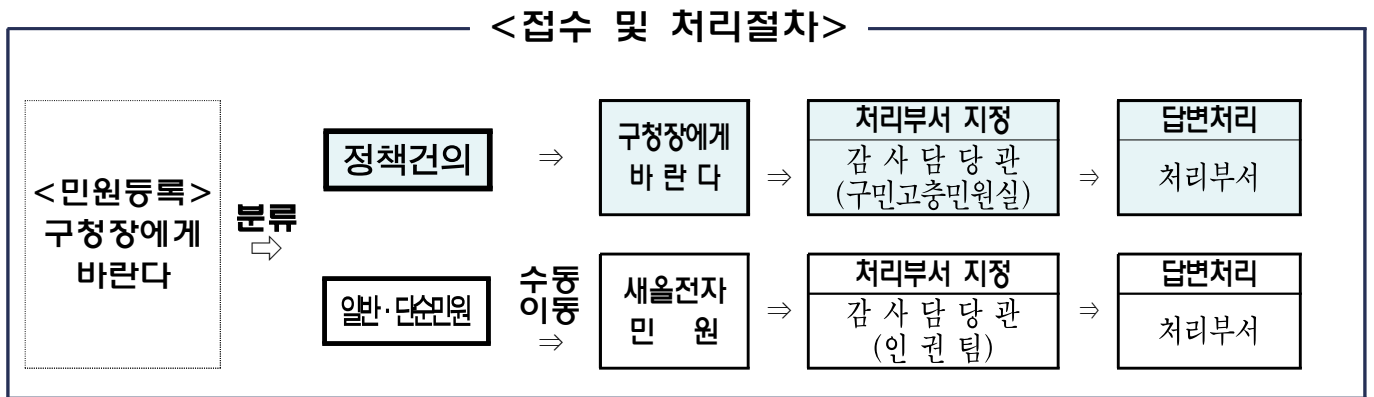 <접수 및 처리절차>
<민원등록>
구청장에게
바란다
분류
⇨
정책건의
⇒
구청장에게
바 란 다
⇒
처리부서 지정
감 사 담 당 관
(구민고충민원실)
⇒
답변처리
처리부서
일반·단순민원
수동
이동
⇒
새올전자
민 원
⇒
처리부서 지정
감 사 담 당 관
(인 권 팀)
⇒
답변처리
처리부서